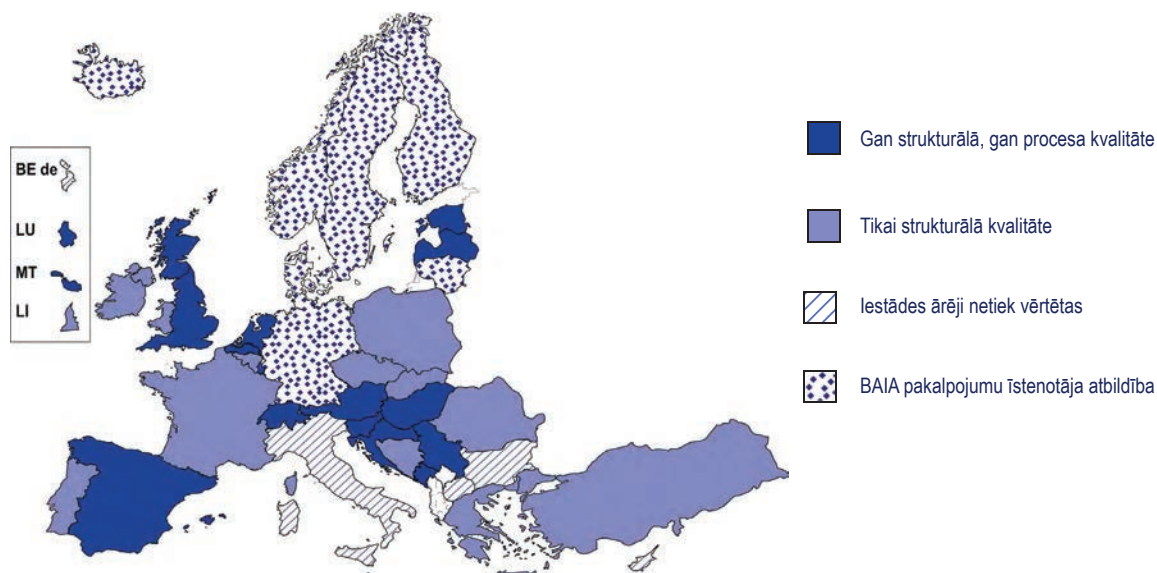 BE de
LU
MT
LI
Gan strukturālā, gan procesa kvalitāte
Tikai strukturālā kvalitāte
Iestādes ārēji netiek vērtētas
BAIA pakalpojumu īstenotāja atbildība